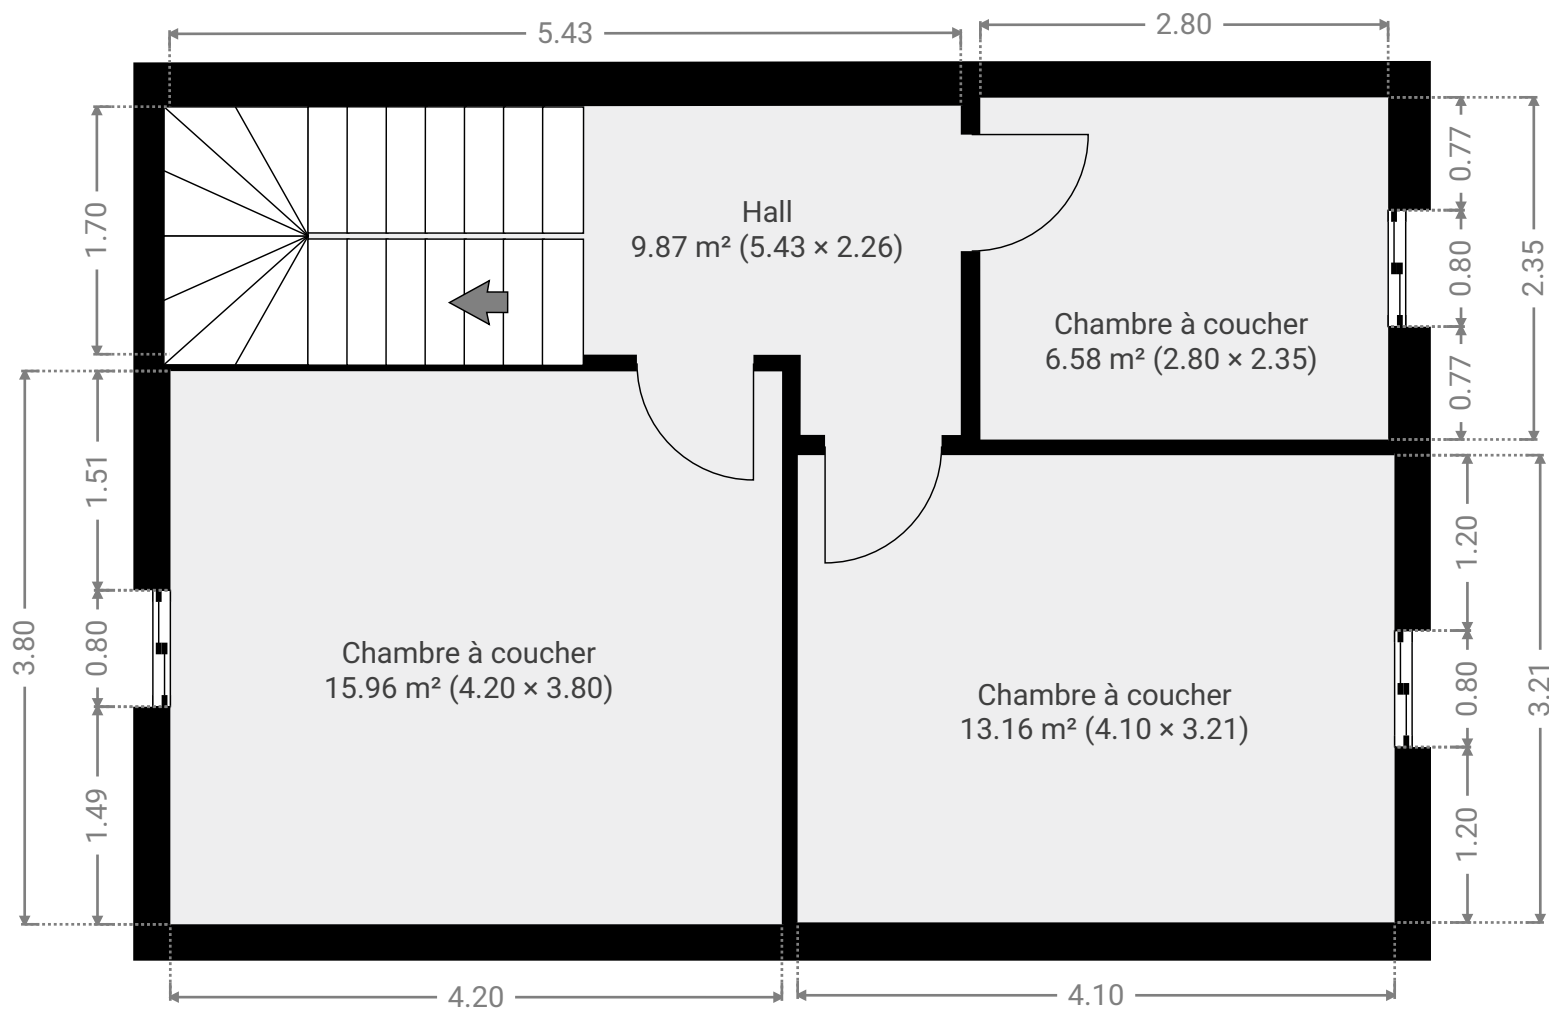 5.43
2.80
1.70
Hall
9.87 m² (5.43 × 2.26)
0.77
0.80
2.35
0.77
Chambre à coucher
6.58 m² (2.80 × 2.35)
3.80
1.51
0.80
1.49
Chambre à coucher
15.96 m² (4.20 × 3.80)
Chambre à coucher
13.16 m² (4.10 × 3.21)
1.20
0.80
3.21
1.20
4.20
4.10